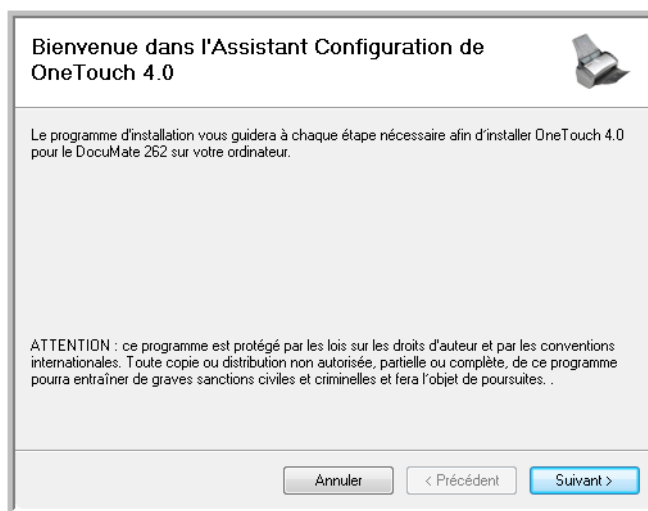 Bienvenue dans l'Assistant Configuration de
OneTouch 4.0
Le programme d'installation vous guidera à chaque étape nécessaire afin d'installer OneTouch 4.0
pour le DocuMate 262 sur votre ordinateur.
ATTENTION : ce programme est protégé par les lois sur les droits d'auteur et par les conventions
internationales. Toute copie ou distribution non autorisée, partielle ou complète, de ce programme
pourra entraîner de graves sanctions civiles et criminelles et fera l'objet de poursuites. .
Annuler
< Précédent
Suivant >